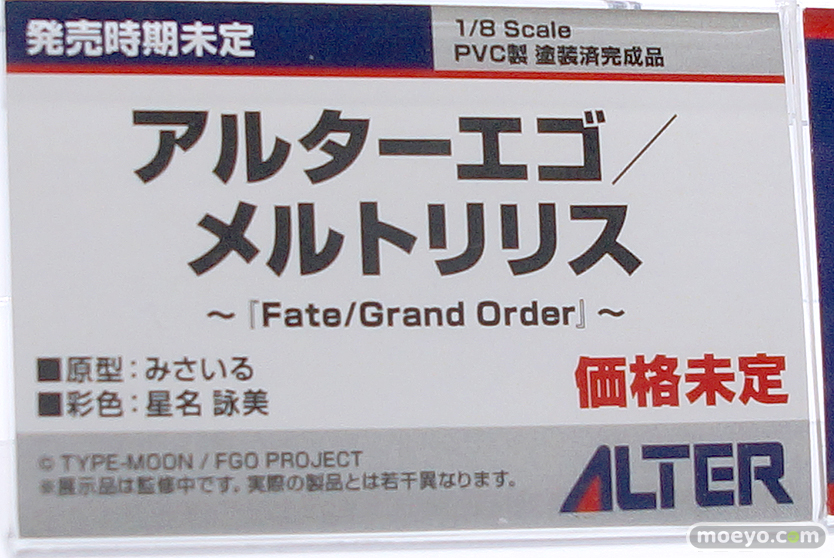 発売時期未定
1/8 Scale
PVC製 塗装済完成品
アルターエゴ／
メルトリリス
～『Fate/Grand Order』～
■原型：みさいる
■彩色：星名 詠美
価格未定
© TYPE-MOON / FGO PROJECT
※展示品は監修中です。実際の製品とは若干異なります。
ALTER
moeyo.com